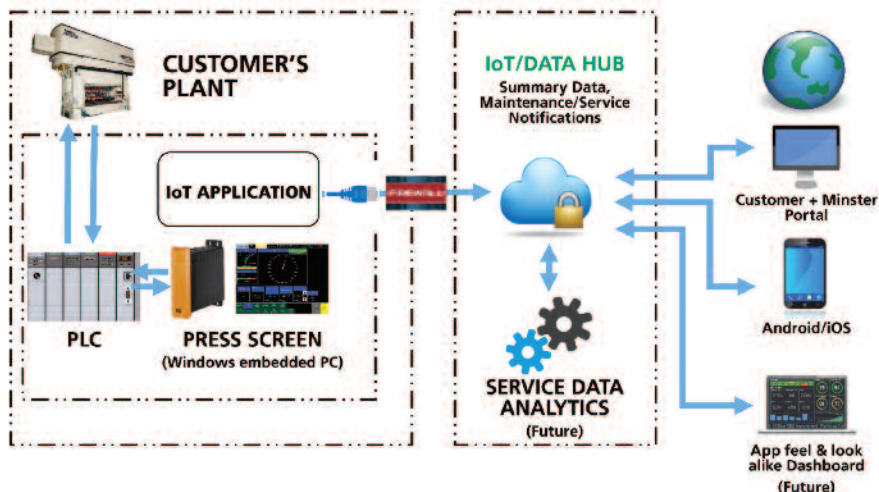 CUSTOMER'S
PLANT
IoT APPLICATION
FIREWALL
PLC
PRESS SCREEN
(Windows embedded PC)
IoT/DATA HUB
Summary Data,
Maintenance/Service
Notifications
SERVICE DATA
ANALYTICS
(Future)
Customer + Minster
Portal
Android/iOS
App feel & look
alike Dashboard
(Future)